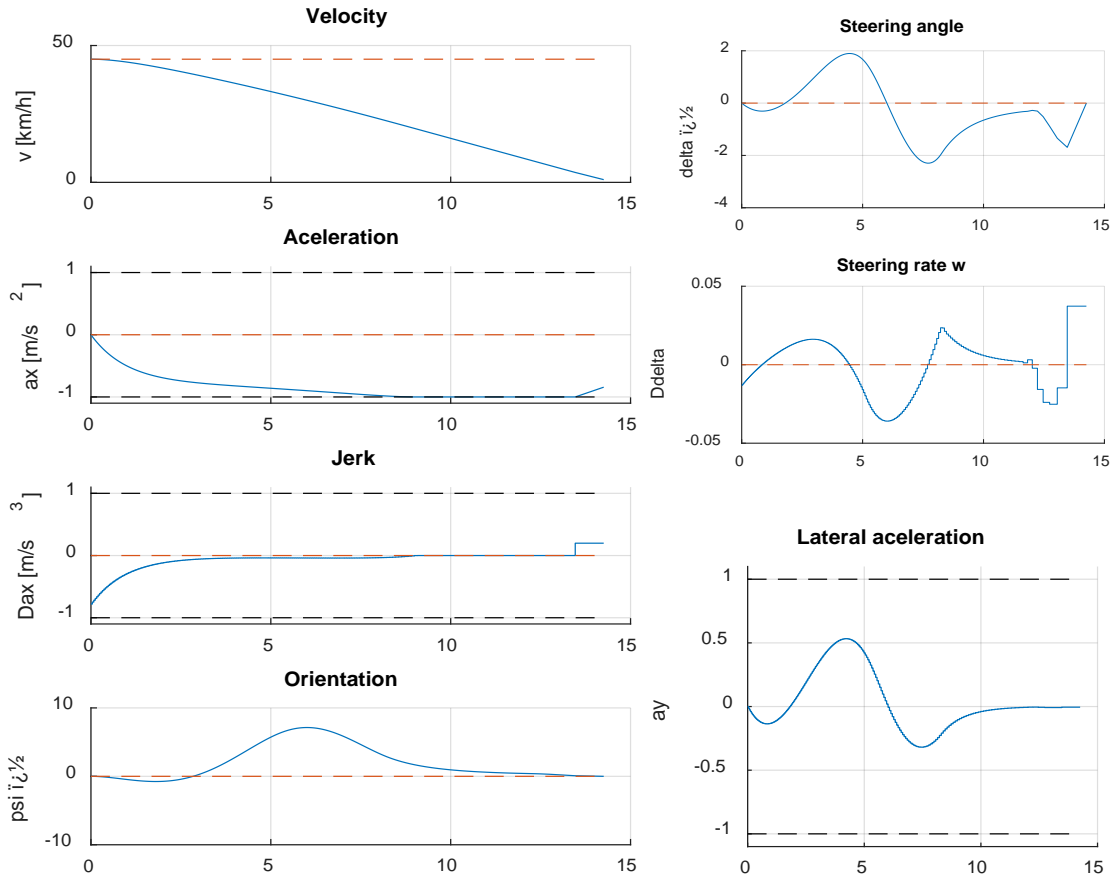 Velocity
50
0
v [km/h]
0 5 10 15
Aceleration
1
0
-1
ax [m/s 2 ]
0 5 10 15
Jerk
1
0
-1
Dax [m/s 3 ]
0 5 10 15
Orientation
10
0
-10
psi ï¿½
0 5 10 15
Steering angle
2
0
-2
-4
delta ï¿½
0 5 10 15
Steering rate w
0.05
0
-0.05
Ddelta
0 5 10 15
Lateral aceleration
1
0.5
0
-0.5
-1
ay
0 5 10 15